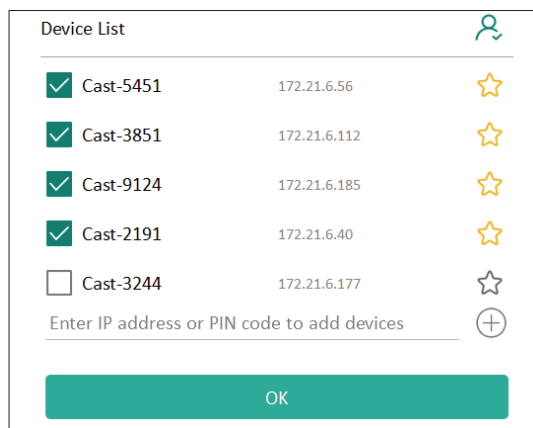 Device List
Cast-5451 172.21.6.56
Cast-3851 172.21.6.112
Cast-9124 172.21.6.185
Cast-2191 172.21.6.40
Cast-3244 172.21.6.177
Enter IP address or PIN code to add devices
OK